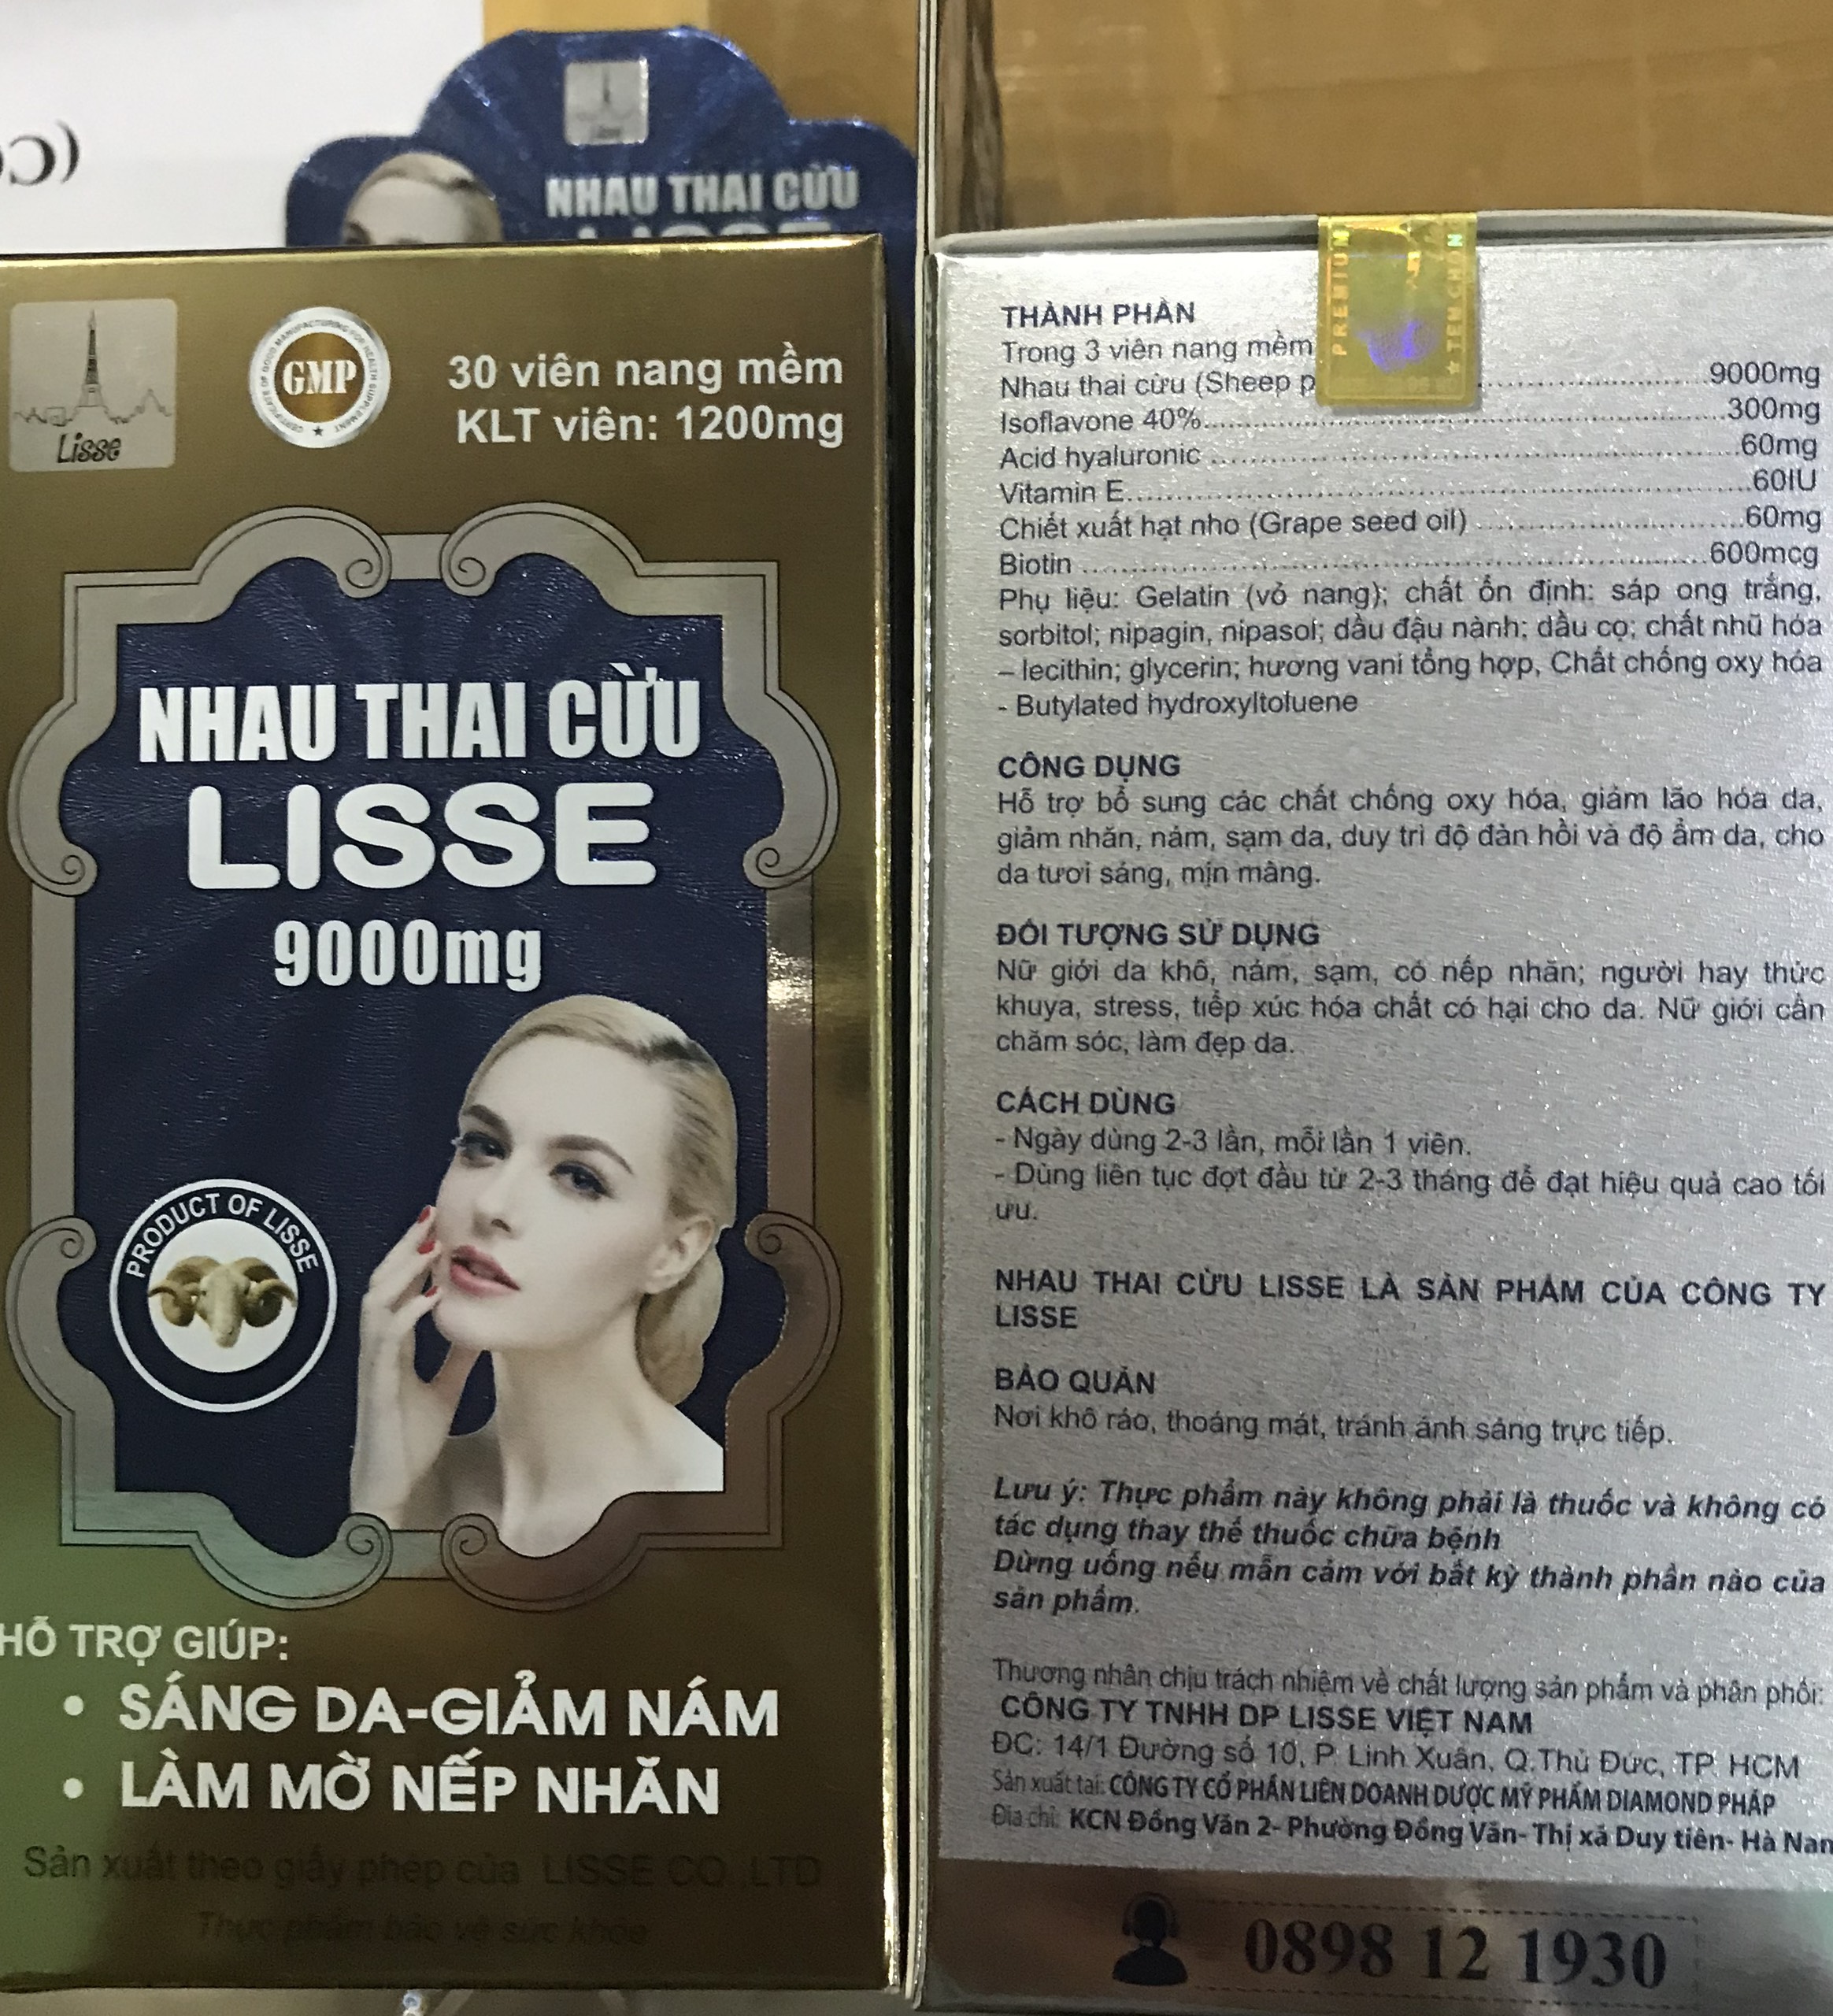 NHAU THAI CỪU
Lisse
GMP
30 viên nang mềm
KLT viên: 1200mg
NHAU THAI CỪU
LISSE
9000mg
PRODUCT OF LISSE
HỖ TRỢ GIÚP:
• SÁNG DA-GIẢM NÁM
• LÀM MỜ NẾP NHĂN
Sản xuất theo giấy phép của LISSE CO.,LTD
Thực phẩm bảo vệ sức khỏe
PREMIUM
TEM CHON
THÀNH PHẦN
Trong 3 viên nang mềm
Nhau thai cừu (Sheep p ........ 9000mg
Isoflavone 40% ........ 300mg
Acid hyaluronic ........ 60mg
Vitamin E ........ 60IU
Chiết xuất hạt nho (Grape seed oil) ........ 60mg
Biotin ........ 600mcg
Phụ liệu: Gelatin (vỏ nang); chất ổn định: sáp ong trắng,
sorbitol; nipagin, nipasol; dầu đậu nành; dầu cọ; chất nhũ hóa
– lecithin; glycerin; hương vani tổng hợp, Chất chống oxy hóa
- Butylated hydroxyltoluene
CÔNG DỤNG
Hỗ trợ bổ sung các chất chống oxy hóa, giảm lão hóa da,
giảm nhăn, nám, sạm da, duy trì độ đàn hồi và độ ẩm da, cho
da tươi sáng, mịn màng.
ĐỐI TƯỢNG SỬ DỤNG
Nữ giới da khô, nám, sạm, có nếp nhăn; người hay thức
khuya, stress, tiếp xúc hóa chất có hại cho da. Nữ giới cần
chăm sóc, làm đẹp da.
CÁCH DÙNG
- Ngày dùng 2-3 lần, mỗi lần 1 viên.
- Dùng liên tục đợt đầu từ 2-3 tháng để đạt hiệu quả cao tối
ưu.
NHAU THAI CỪU LISSE LÀ SẢN PHẨM CỦA CÔNG TY
LISSE
BẢO QUẢN
Nơi khô ráo, thoáng mát, tránh ánh sáng trực tiếp.
Lưu ý: Thực phẩm này không phải là thuốc và không có
tác dụng thay thế thuốc chữa bệnh
Dừng uống nếu mẫn cảm với bất kỳ thành phần nào của
sản phẩm.
Thương nhân chịu trách nhiệm về chất lượng sản phẩm và phân phối:
CÔNG TY TNHH DP LISSE VIỆT NAM
ĐC: 14/1 Đường số 10, P. Linh Xuân, Q.Thủ Đức, TP. HCM
Sản xuất tại: CÔNG TY CỔ PHẦN LIÊN DOANH DƯỢC MỸ PHẨM DIAMOND PHÁP
Địa chỉ: KCN Đồng Văn 2- Phường Đồng Văn- Thị xã Duy tiên- Hà Nam
0898 12 1930